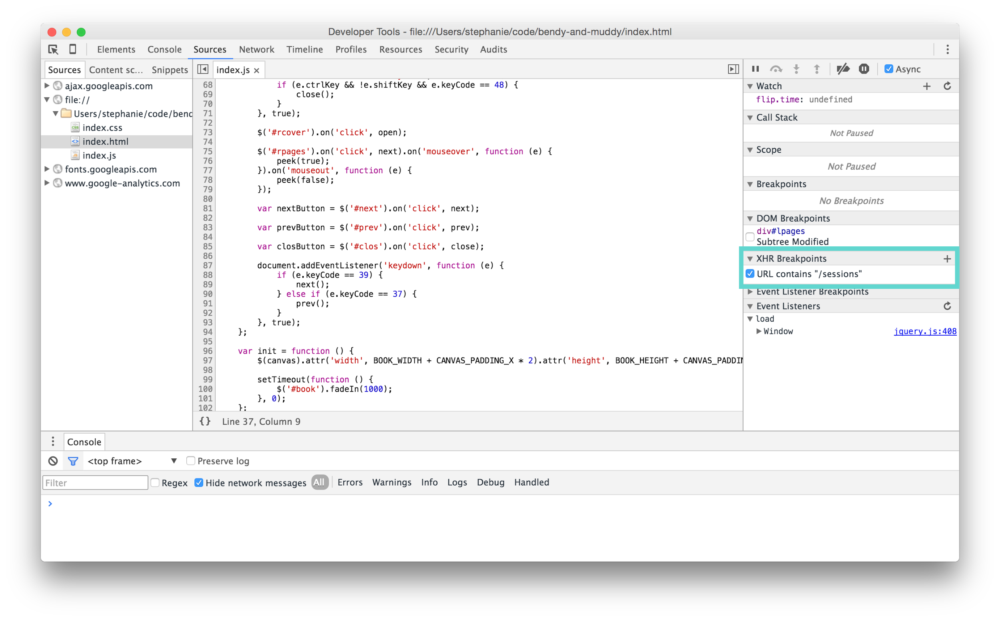 Developer Tools - file:///Users/stephanie/code/bendy-and-muddy/index.html
Elements Console Sources Network Timeline Profiles Resources Security Audits
Sources Content sc... Snippets
ajax.googleapis.com
file://
Users/stephanie/code/bend
index.css
index.html
index.js
fonts.googleapis.com
www.google-analytics.com
index.js ×
68 if (e.ctrlKey && !e.shiftKey && e.keyCode == 48) {
69 close();
70 }
71 }, true);
72
73 $('#rcover').on('click', open);
74
75 $('#rpages').on('click', next).on('mouseover', function (e) {
76 peek(true);
77 }).on('mouseout', function (e) {
78 peek(false);
79 });
80
81 var nextButton = $('#next').on('click', next);
82
83 var prevButton = $('#prev').on('click', prev);
84
85 var closButton = $('#clos').on('click', close);
86
87 document.addEventListener('keydown', function (e) {
88 if (e.keyCode == 39) {
89 next();
90 } else if (e.keyCode == 37) {
91 prev();
92 }
93 }, true);
94 };
95
96 var init = function () {
97 $(canvas).attr('width', BOOK_WIDTH + CANVAS_PADDING_X * 2).attr('height', BOOK_HEIGHT + CANVAS_PADDIN
98
99 setTimeout(function () {
100 $('#book').fadeIn(1000);
101 }, 0);
102 };
{} Line 37, Column 9
Async
Watch
flip.time: undefined
Call Stack
Not Paused
Scope
Not Paused
Breakpoints
No Breakpoints
DOM Breakpoints
div#lpages
Subtree Modified
XHR Breakpoints +
URL contains "/sessions"
Event Listener Breakpoints
Event Listeners
load
Window jquery.js:408
Console
<top frame> Preserve log
Filter Regex Hide network messages All Errors Warnings Info Logs Debug Handled